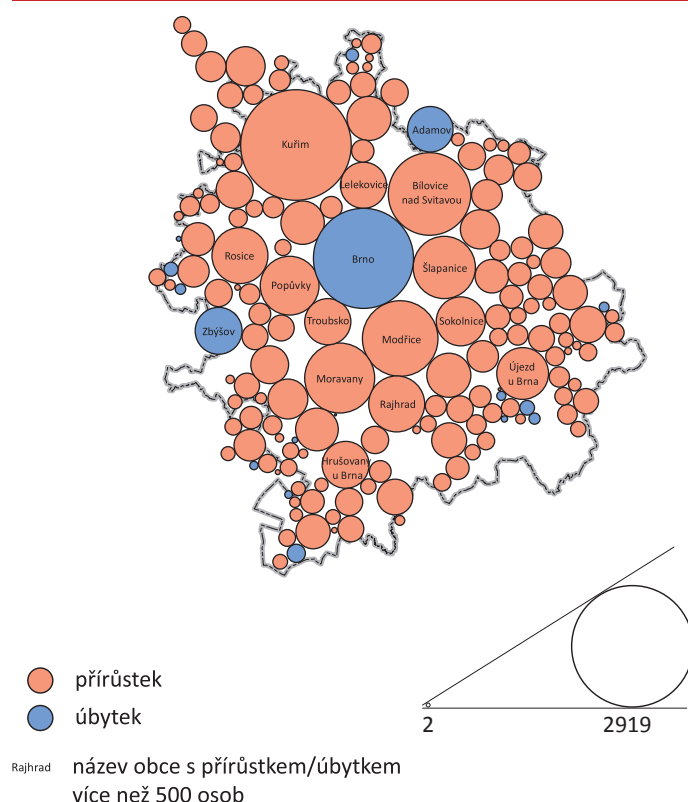 Adamov
Kuřim
Lelekovice
Bílovice
nad Svitavou
Rosice
Brno
Šlapanice
Popůvky
Zbýšov
Troubsko
Sokolnice
Modřice
Moravany
Újezd
u Brna
Rajhrad
Hrušovany
u Brna
přírůstek
úbytek
2
2919
Rajhrad
název obce s přírůstkem/úbytkem
více než 500 osob